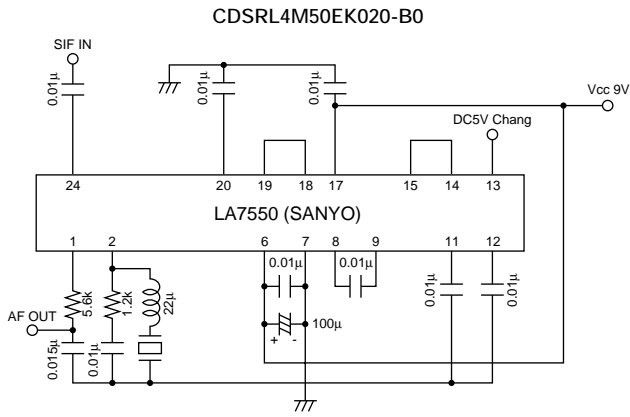 CDSRL4M50EK020-B0
SIF IN
0.01µ
0.01µ
0.01µ
Vcc 9V
DC5V Chang
24 20 19 18 17 15 14 13
LA7550 (SANYO)
1 2 6 7 8 9 11 12
5.6k
1.2k
22µ
0.01µ
0.01µ
0.01µ
0.01µ
AF OUT
100µ
+ -
0.015µ
0.01µ